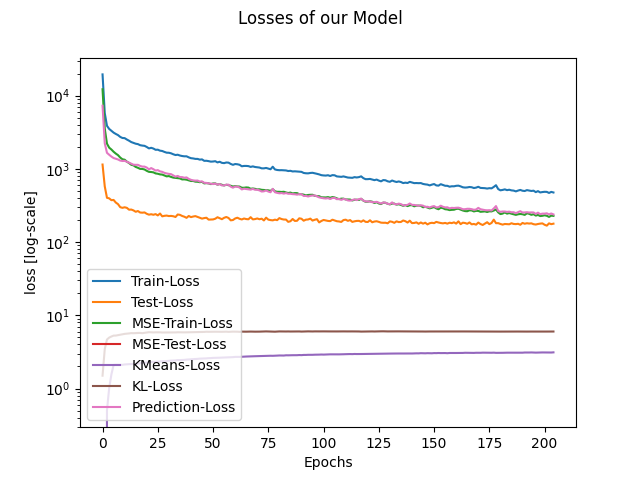 Losses of our Model
loss [log-scale]
10^4
10^3
10^2
10^1
10^0
Train-Loss
Test-Loss
MSE-Train-Loss
MSE-Test-Loss
KMeans-Loss
KL-Loss
Prediction-Loss
0 25 50 75 100 125 150 175 200
Epochs